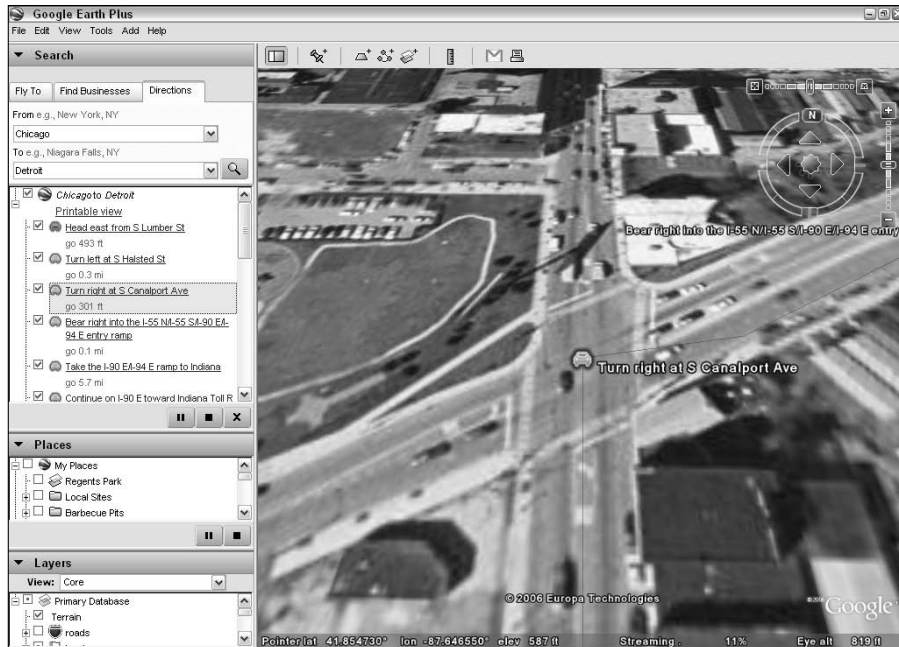 Google Earth Plus
File Edit View Tools Add Help
Search
Fly To Find Businesses Directions
From e.g., New York, NY
Chicago
To e.g., Niagara Falls, NY
Detroit
Chicago to Detroit
Printable view
Head east from S Lumber St
go 493 ft
Turn left at S Halsted St
go 0.3 mi
Turn right at S Canalport Ave
go 301 ft
Bear right into the I-55 N/I-55 S/I-90 E/I-
94 E entry ramp
go 0.1 mi
Take the I-90 E/I-94 E ramp to Indiana
go 5.7 mi
Continue on I-90 E toward Indiana Toll R
Places
My Places
Regents Park
Local Sites
Barbecue Pits
Layers
View: Core
Primary Database
Terrain
roads
N
Bear right into the I-55 N/I-55 S/I-90 E/I-94 E entry
Turn right at S Canalport Ave
© 2006 Europa Technologies
Google
Pointer lat 41.854730° lon -87.646550° elev 587 ft Streaming 11% Eye alt 819 ft